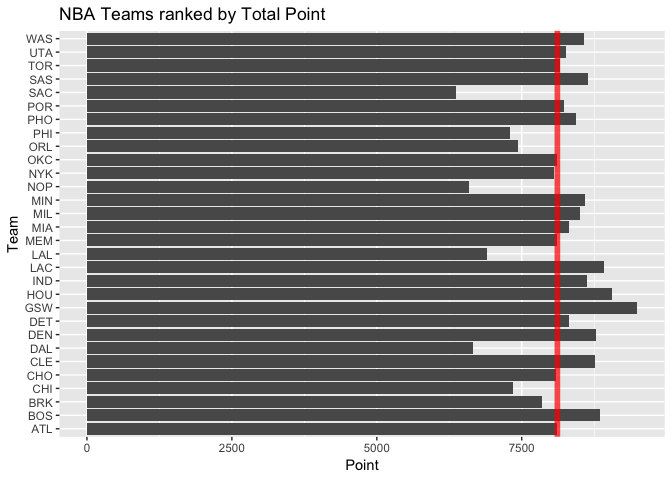 NBA Teams ranked by Total Point
WAS
UTA
TOR
SAS
SAC
POR
PHO
PHI
ORL
OKC
NYK
NOP
MIN
MIL
MIA
MEM
LAL
LAC
IND
HOU
GSW
DET
DEN
DAL
CLE
CHO
CHI
BRK
BOS
ATL
Team
0 2500 5000 7500
Point